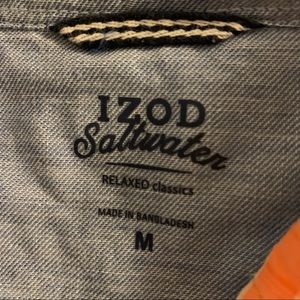 IZOD
Saltwater
RELAXED classics
MADE IN BANGLADESH
M